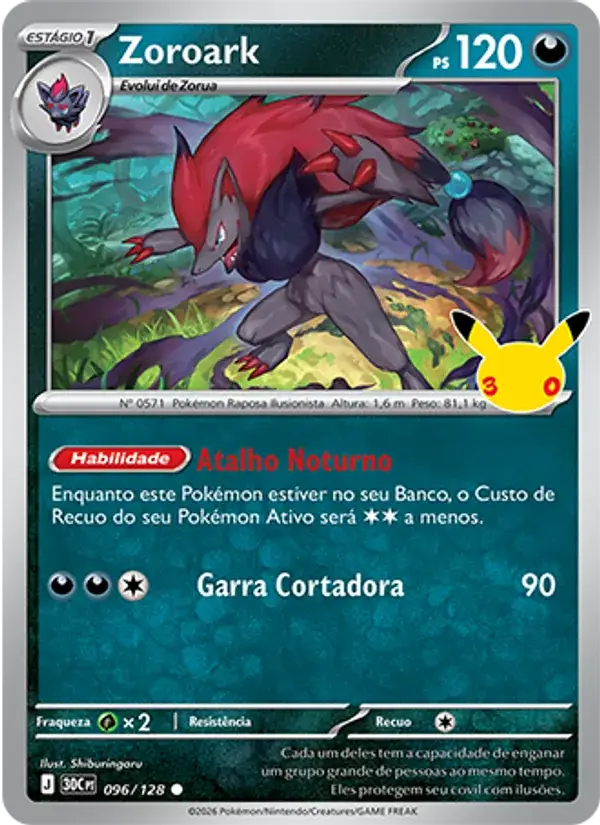 ESTÁGIO 1
Zoroark
PS 120
Evolui de Zorua
30
Nº 0571 Pokémon Raposa Ilusionista Altura: 1,6 m Peso: 81,1 kg
Habilidade Atalho Noturno
Enquanto este Pokémon estiver no seu Banco, o Custo de
Recuo do seu Pokémon Ativo será a menos.
Garra Cortadora 90
Fraqueza ×2 Resistência Recuo
Ilust. Shiburingaru
Cada um deles tem a capacidade de enganar
um grupo grande de pessoas ao mesmo tempo.
Eles protegem seu covil com ilusões.
J 30C PT 096/128
©2026 Pokémon/Nintendo/Creatures/GAME FREAK